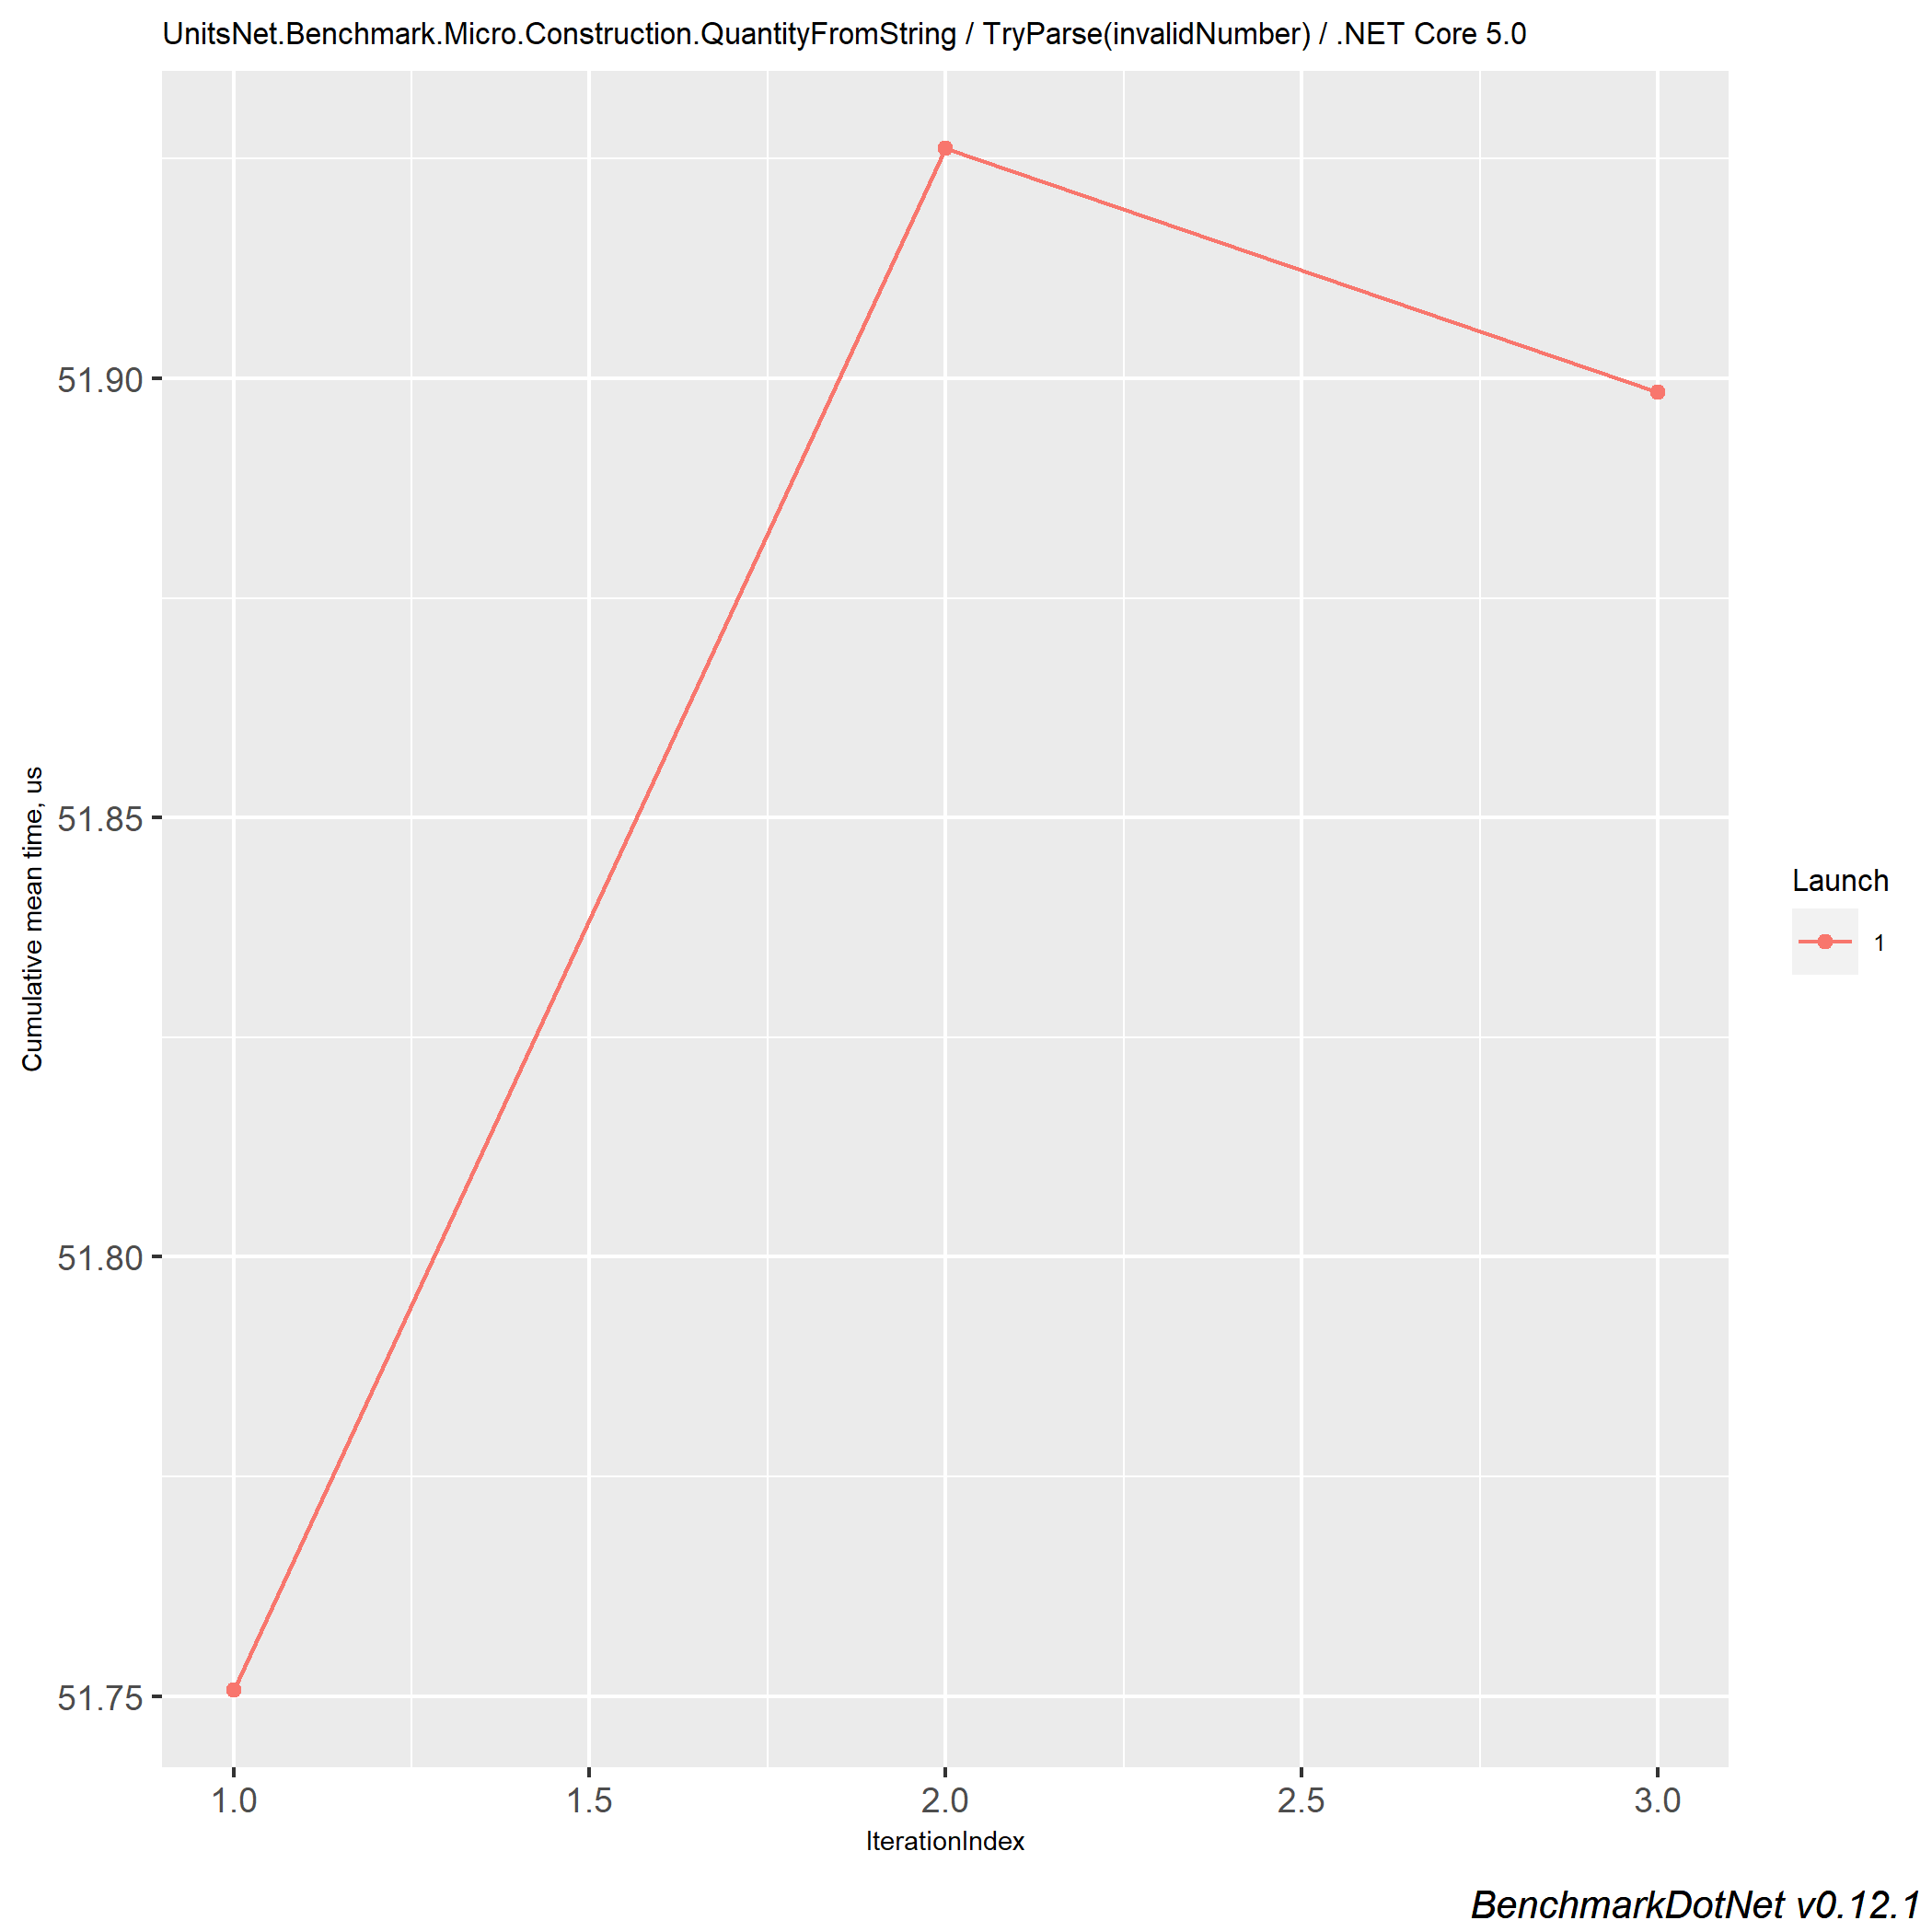 UnitsNet.Benchmark.Micro.Construction.QuantityFromString / TryParse(invalidNumber) / .NET Core 5.0
Cumulative mean time, us
51.90
51.85
51.80
51.75
1.0 1.5 2.0 2.5 3.0
IterationIndex
Launch
1
BenchmarkDotNet v0.12.1